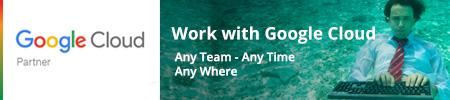 Google Cloud
Partner
Work with Google Cloud
Any Team - Any Time
Any Where